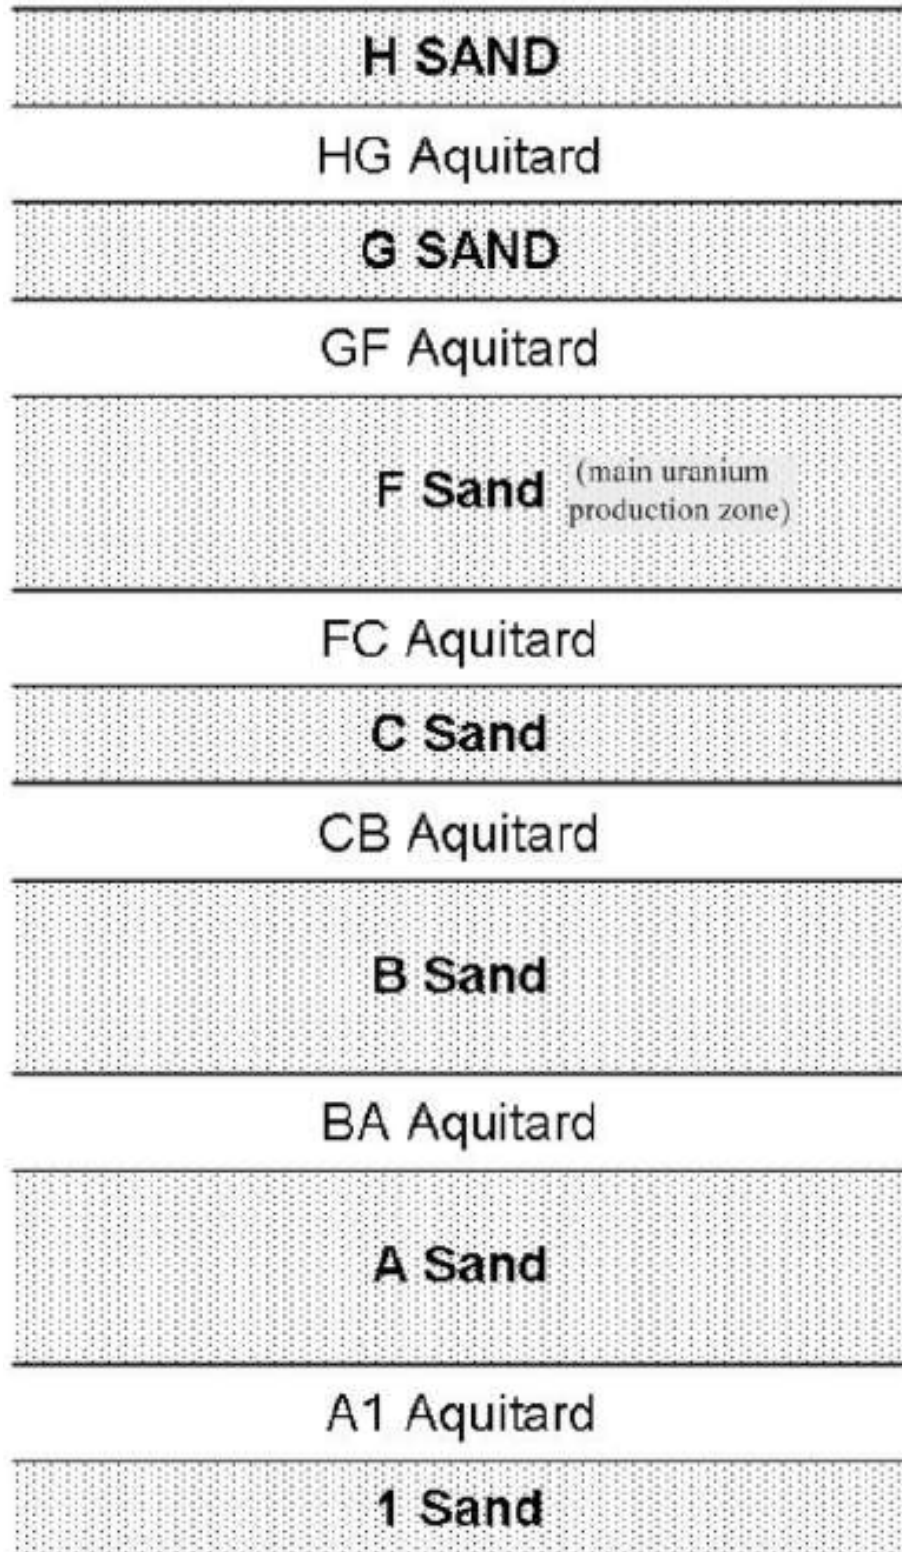 H SAND
HG Aquitard
G SAND
GF Aquitard
F Sand (main uranium
production zone)
FC Aquitard
C Sand
CB Aquitard
B Sand
BA Aquitard
A Sand
A1 Aquitard
1 Sand